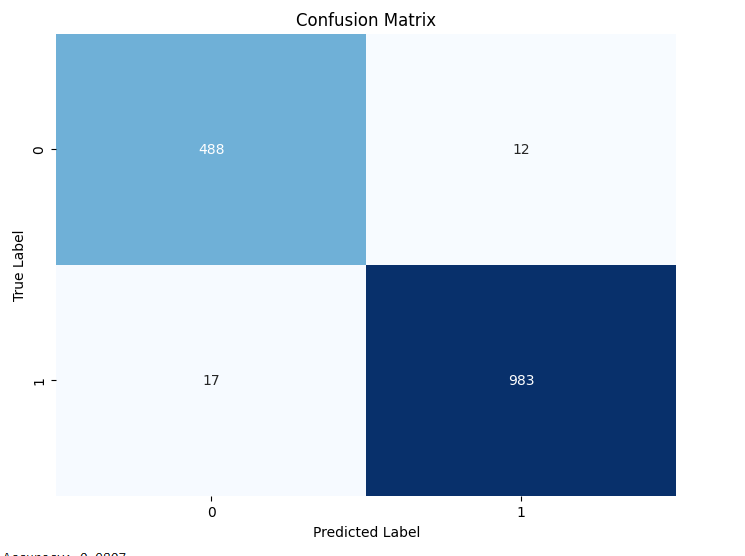 Confusion Matrix
0
488
12
True Label
1
17
983
0
1
Predicted Label